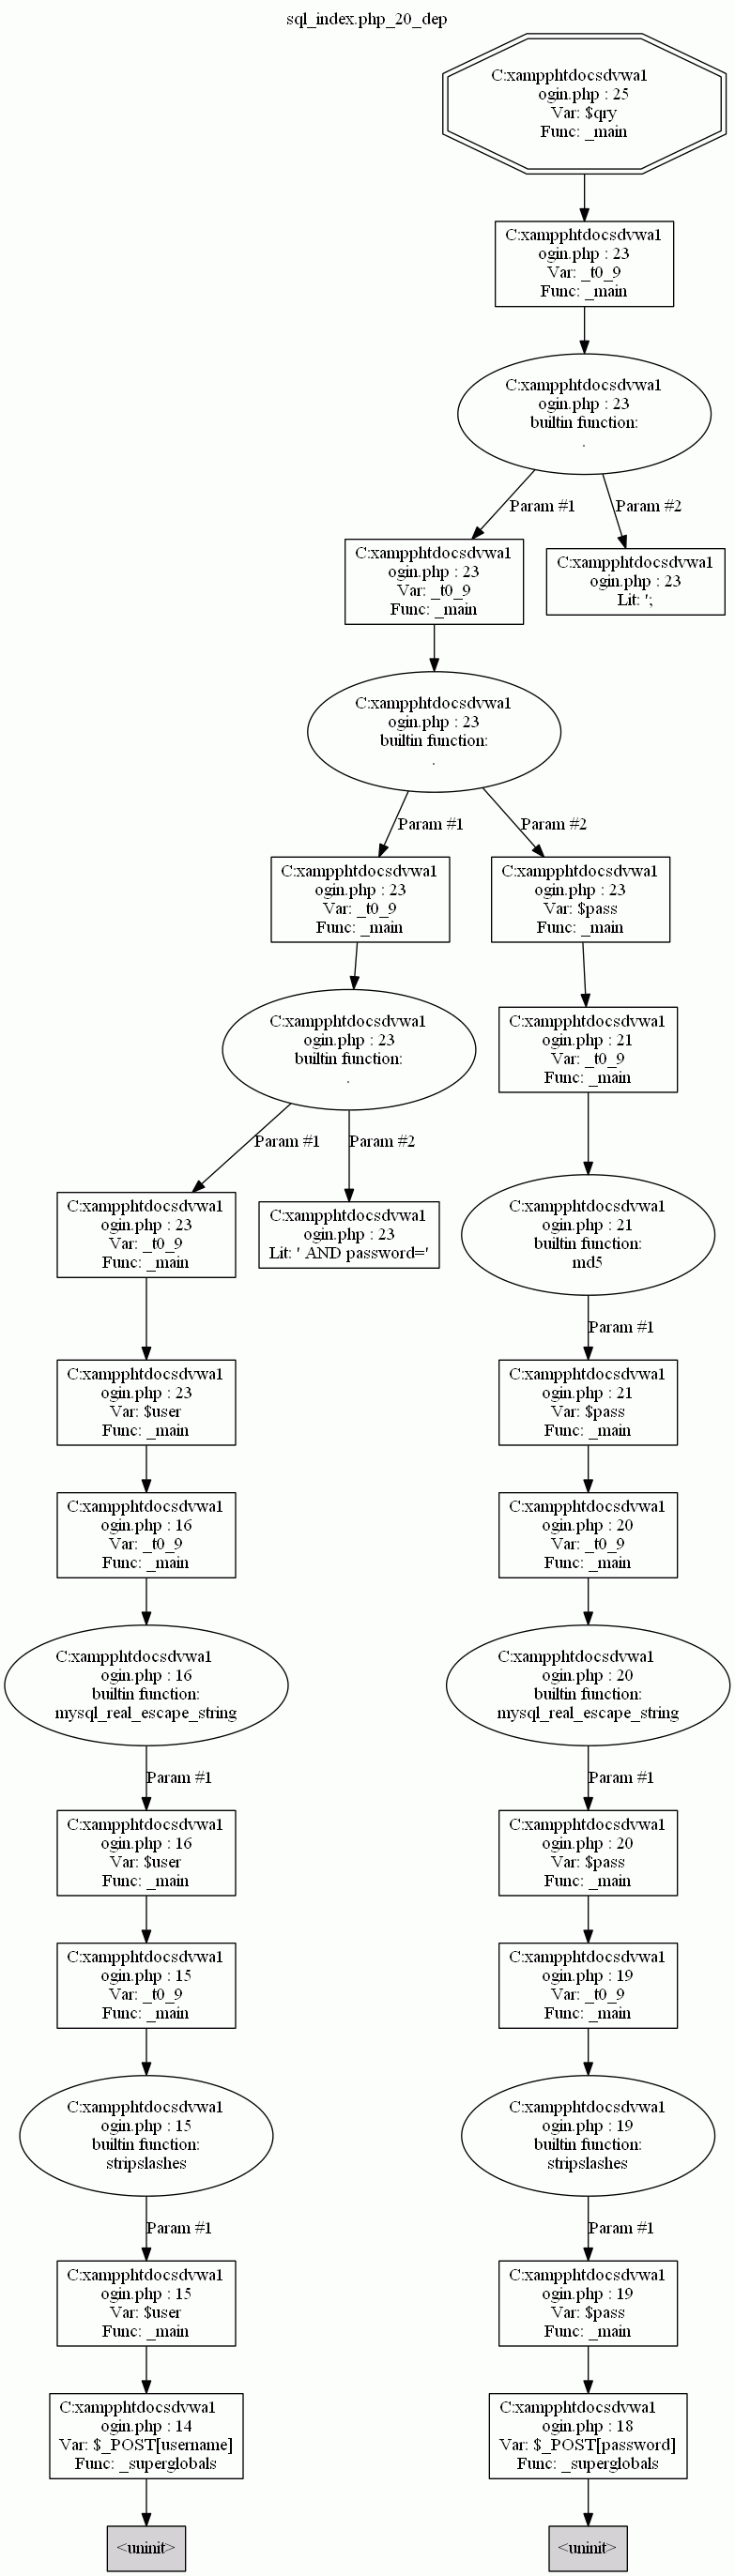 sql_index.php_20_dep
C:xampphtdocsdvwa1
ogin.php : 25
Var: $qry
Func: _main
C:xampphtdocsdvwa1
ogin.php : 23
Var: _t0_9
Func: _main
C:xampphtdocsdvwa1
ogin.php : 23
builtin function:
.
Param #1
Param #2
C:xampphtdocsdvwa1
ogin.php : 23
Var: _t0_9
Func: _main
C:xampphtdocsdvwa1
ogin.php : 23
Lit: ';
C:xampphtdocsdvwa1
ogin.php : 23
builtin function:
.
Param #1
Param #2
C:xampphtdocsdvwa1
ogin.php : 23
Var: _t0_9
Func: _main
C:xampphtdocsdvwa1
ogin.php : 23
Var: $pass
Func: _main
C:xampphtdocsdvwa1
ogin.php : 23
builtin function:
.
C:xampphtdocsdvwa1
ogin.php : 21
Var: _t0_9
Func: _main
Param #1
Param #2
C:xampphtdocsdvwa1
ogin.php : 23
Var: _t0_9
Func: _main
C:xampphtdocsdvwa1
ogin.php : 23
Lit: ' AND password='
C:xampphtdocsdvwa1
ogin.php : 21
builtin function:
md5
Param #1
C:xampphtdocsdvwa1
ogin.php : 23
Var: $user
Func: _main
C:xampphtdocsdvwa1
ogin.php : 21
Var: $pass
Func: _main
C:xampphtdocsdvwa1
ogin.php : 16
Var: _t0_9
Func: _main
C:xampphtdocsdvwa1
ogin.php : 20
Var: _t0_9
Func: _main
C:xampphtdocsdvwa1
ogin.php : 16
builtin function:
mysql_real_escape_string
C:xampphtdocsdvwa1
ogin.php : 20
builtin function:
mysql_real_escape_string
Param #1
Param #1
C:xampphtdocsdvwa1
ogin.php : 16
Var: $user
Func: _main
C:xampphtdocsdvwa1
ogin.php : 20
Var: $pass
Func: _main
C:xampphtdocsdvwa1
ogin.php : 15
Var: _t0_9
Func: _main
C:xampphtdocsdvwa1
ogin.php : 19
Var: _t0_9
Func: _main
C:xampphtdocsdvwa1
ogin.php : 15
builtin function:
stripslashes
C:xampphtdocsdvwa1
ogin.php : 19
builtin function:
stripslashes
Param #1
Param #1
C:xampphtdocsdvwa1
ogin.php : 15
Var: $user
Func: _main
C:xampphtdocsdvwa1
ogin.php : 19
Var: $pass
Func: _main
C:xampphtdocsdvwa1
ogin.php : 14
Var: $_POST[username]
Func: _superglobals
C:xampphtdocsdvwa1
ogin.php : 18
Var: $_POST[password]
Func: _superglobals
<uninit>
<uninit>